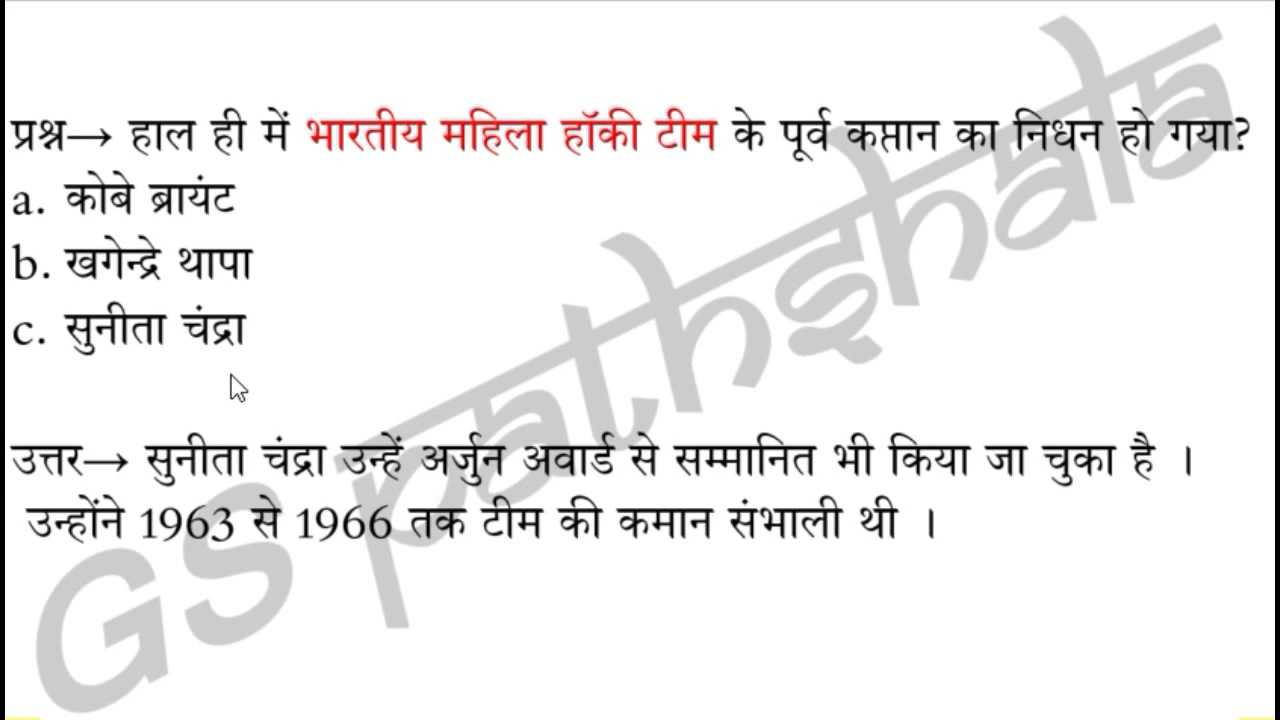 प्रश्न→ हाल ही में भारतीय महिला हॉकी टीम के पूर्व कप्तान का निधन हो गया?
a. कोबे ब्रायंट
b. खगेन्द्रे थापा
c. सुनीता चंद्रा
उत्तर→ सुनीता चंद्रा उन्हें अर्जुन अवार्ड से सम्मानित भी किया जा चुका है ।
उन्होंने 1963 से 1966 तक टीम की कमान संभाली थी ।
GS pathshala